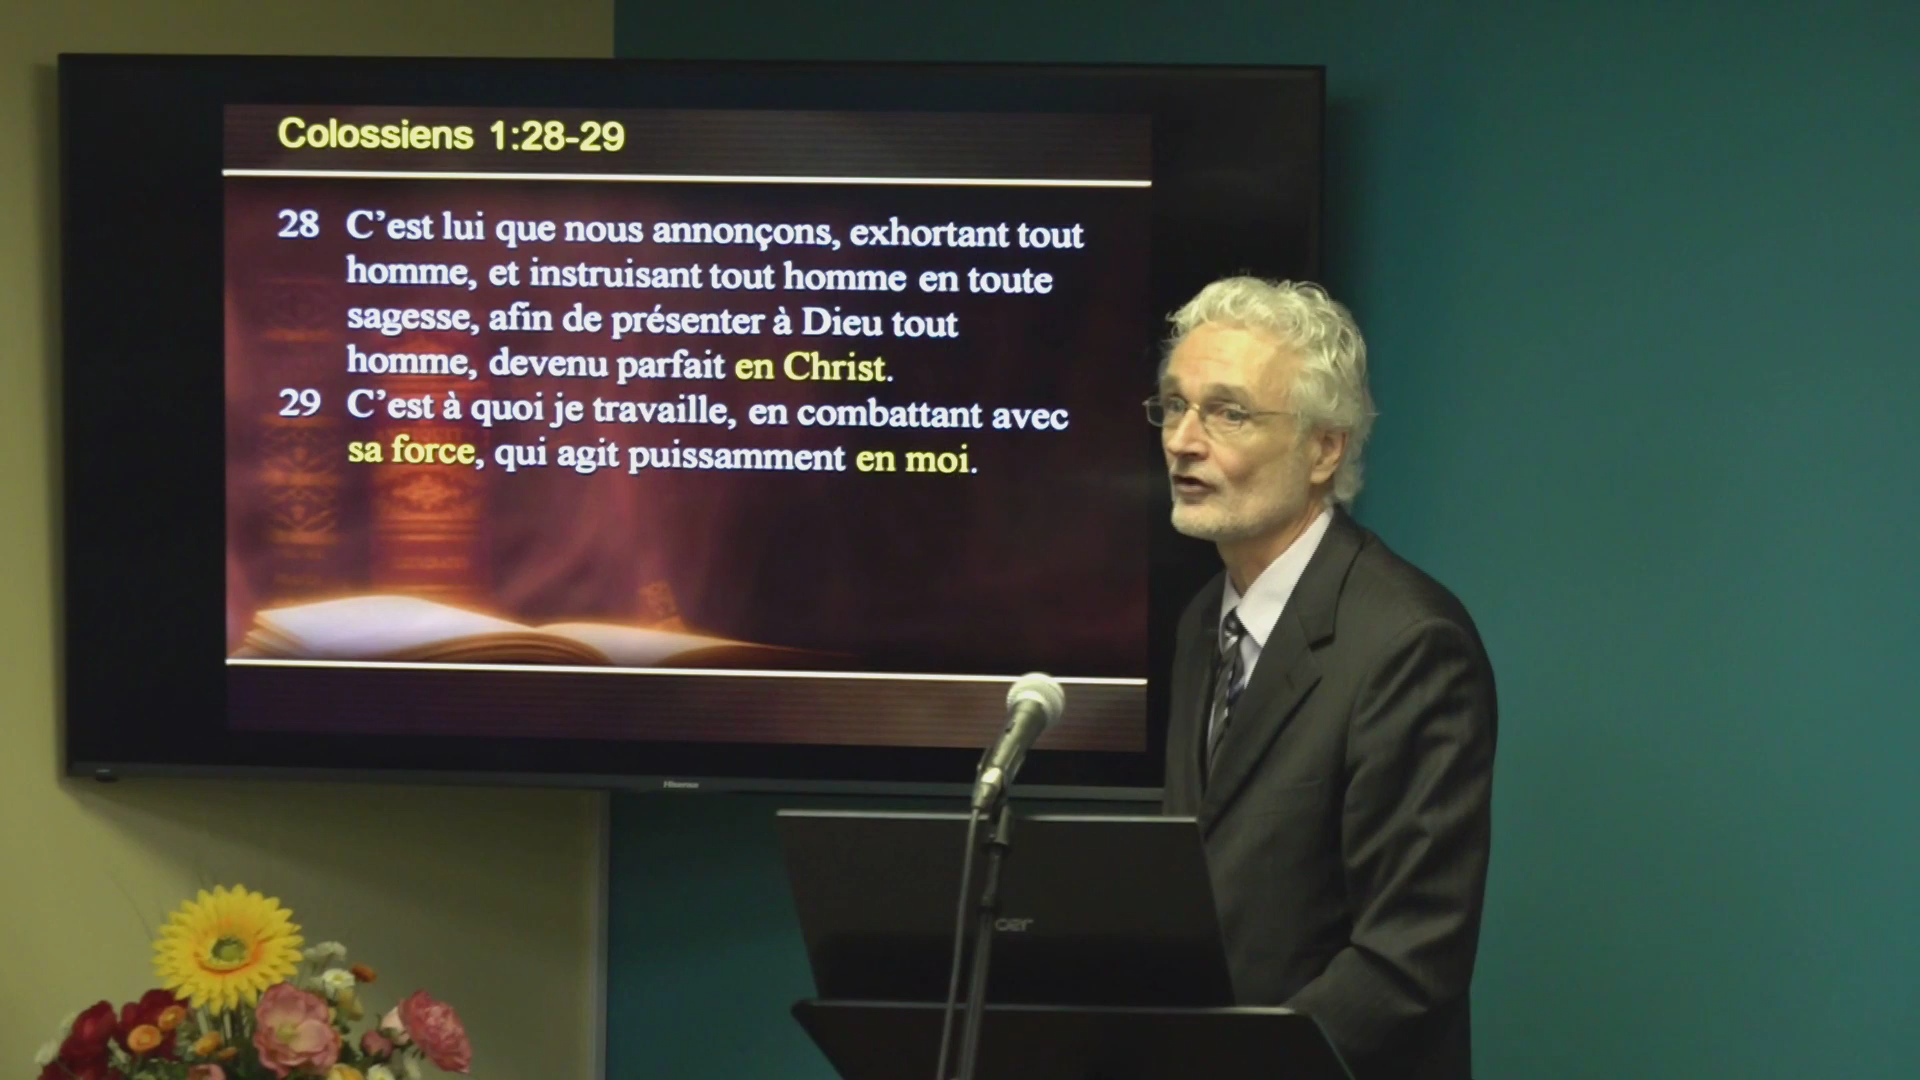 Colossiens 1:28-29
28 C’est lui que nous annonçons, exhortant tout
homme, et instruisant tout homme en toute
sagesse, afin de présenter à Dieu tout
homme, devenu parfait en Christ.
29 C’est à quoi je travaille, en combattant avec
sa force, qui agit puissamment en moi.
Hisense
acer